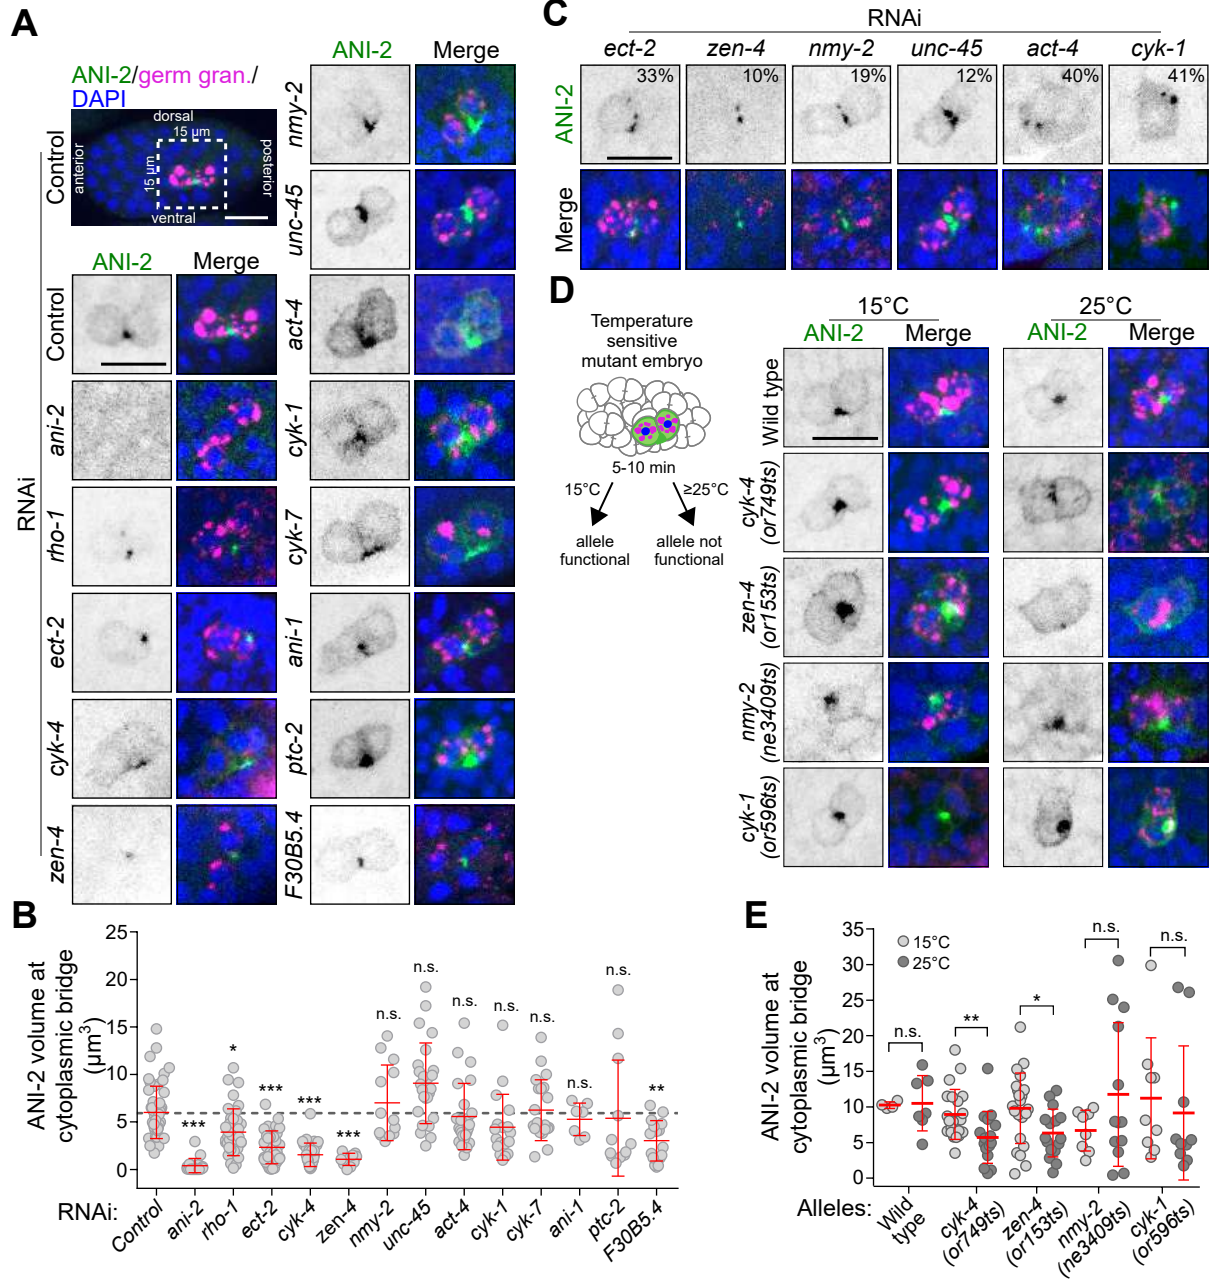 A
ANI-2/germ gran./
DAPI
Control
dorsal
15 µm
15 µm
anterior
posterior
ventral
ANI-2
Merge
RNAi
Control
ani-2
rho-1
ect-2
cyk-4
zen-4
ANI-2
Merge
nmy-2
unc-45
act-4
cyk-1
cyk-7
ani-1
ptc-2
F30B5.4
C
RNAi
ect-2 zen-4 nmy-2 unc-45 act-4 cyk-1
ANI-2
33% 10% 19% 12% 40% 41%
Merge
D
Temperature
sensitive
mutant embryo
5-10 min
15°C ≥25°C
allele
functional
allele not
functional
15°C 25°C
ANI-2 Merge ANI-2 Merge
Wild type
cyk-4
(or749ts)
zen-4
(or153ts)
nmy-2
(ne3409ts)
cyk-1
(or596ts)
B
ANI-2 volume at
cytoplasmic bridge
(µm3)
25
20
15
10
5
0
*** * *** *** *** n.s. n.s. n.s. n.s. n.s. n.s. n.s. **
RNAi:
Control
ani-2
rho-1
ect-2
cyk-4
zen-4
nmy-2
unc-45
act-4
cyk-1
cyk-7
ani-1
ptc-2
F30B5.4
E
ANI-2 volume at
cytoplasmic bridge
(µm3)
35
30
25
20
15
10
5
0
15°C
25°C
n.s. ** * n.s. n.s.
Alleles:
Wild
type
cyk-4
(or749ts)
zen-4
(or153ts)
nmy-2
(ne3409ts)
cyk-1
(or596ts)